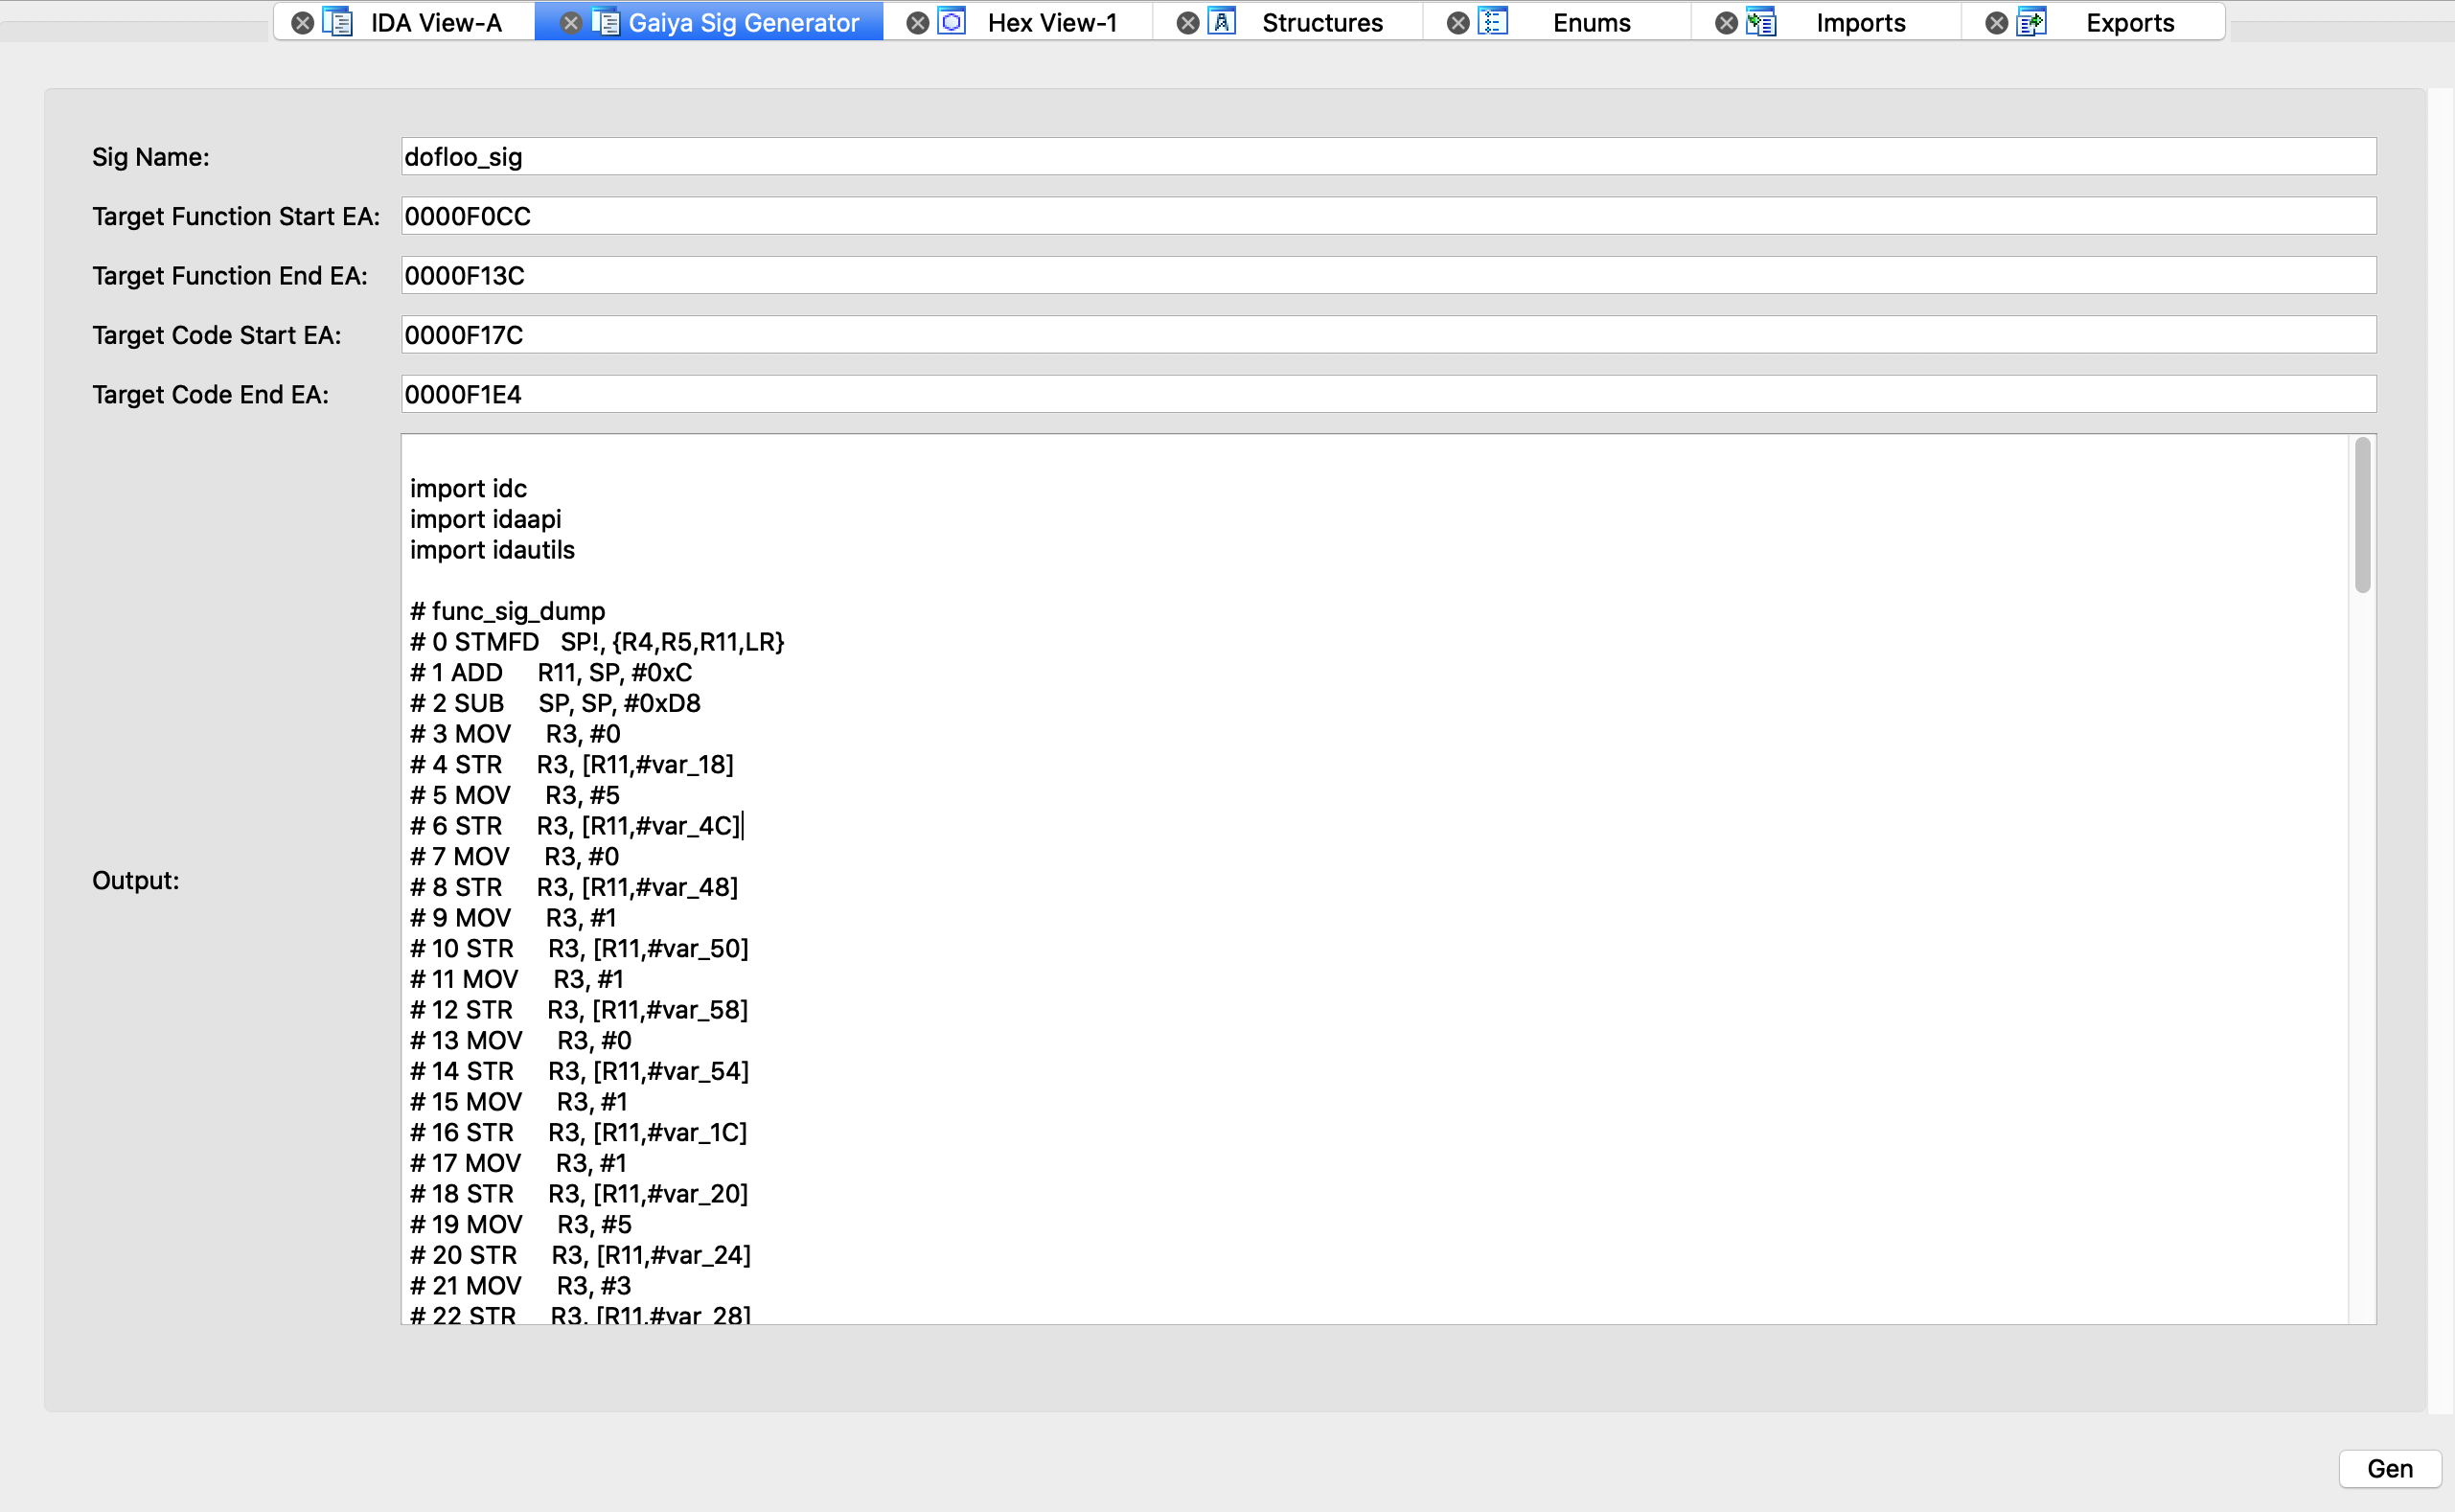 IDA View-A Gaiya Sig Generator Hex View-1 Structures Enums Imports Exports
Sig Name: dofloo_sig
Target Function Start EA: 0000F0CC
Target Function End EA: 0000F13C
Target Code Start EA: 0000F17C
Target Code End EA: 0000F1E4
Output:
import idc
import idaapi
import idautils
# func_sig_dump
# 0 STMFD SP!, {R4,R5,R11,LR}
# 1 ADD R11, SP, #0xC
# 2 SUB SP, SP, #0xD8
# 3 MOV R3, #0
# 4 STR R3, [R11,#var_18]
# 5 MOV R3, #5
# 6 STR R3, [R11,#var_4C]
# 7 MOV R3, #0
# 8 STR R3, [R11,#var_48]
# 9 MOV R3, #1
# 10 STR R3, [R11,#var_50]
# 11 MOV R3, #1
# 12 STR R3, [R11,#var_58]
# 13 MOV R3, #0
# 14 STR R3, [R11,#var_54]
# 15 MOV R3, #1
# 16 STR R3, [R11,#var_1C]
# 17 MOV R3, #1
# 18 STR R3, [R11,#var_20]
# 19 MOV R3, #5
# 20 STR R3, [R11,#var_24]
# 21 MOV R3, #3
# 22 STR R3, [R11,#var_28]
Gen